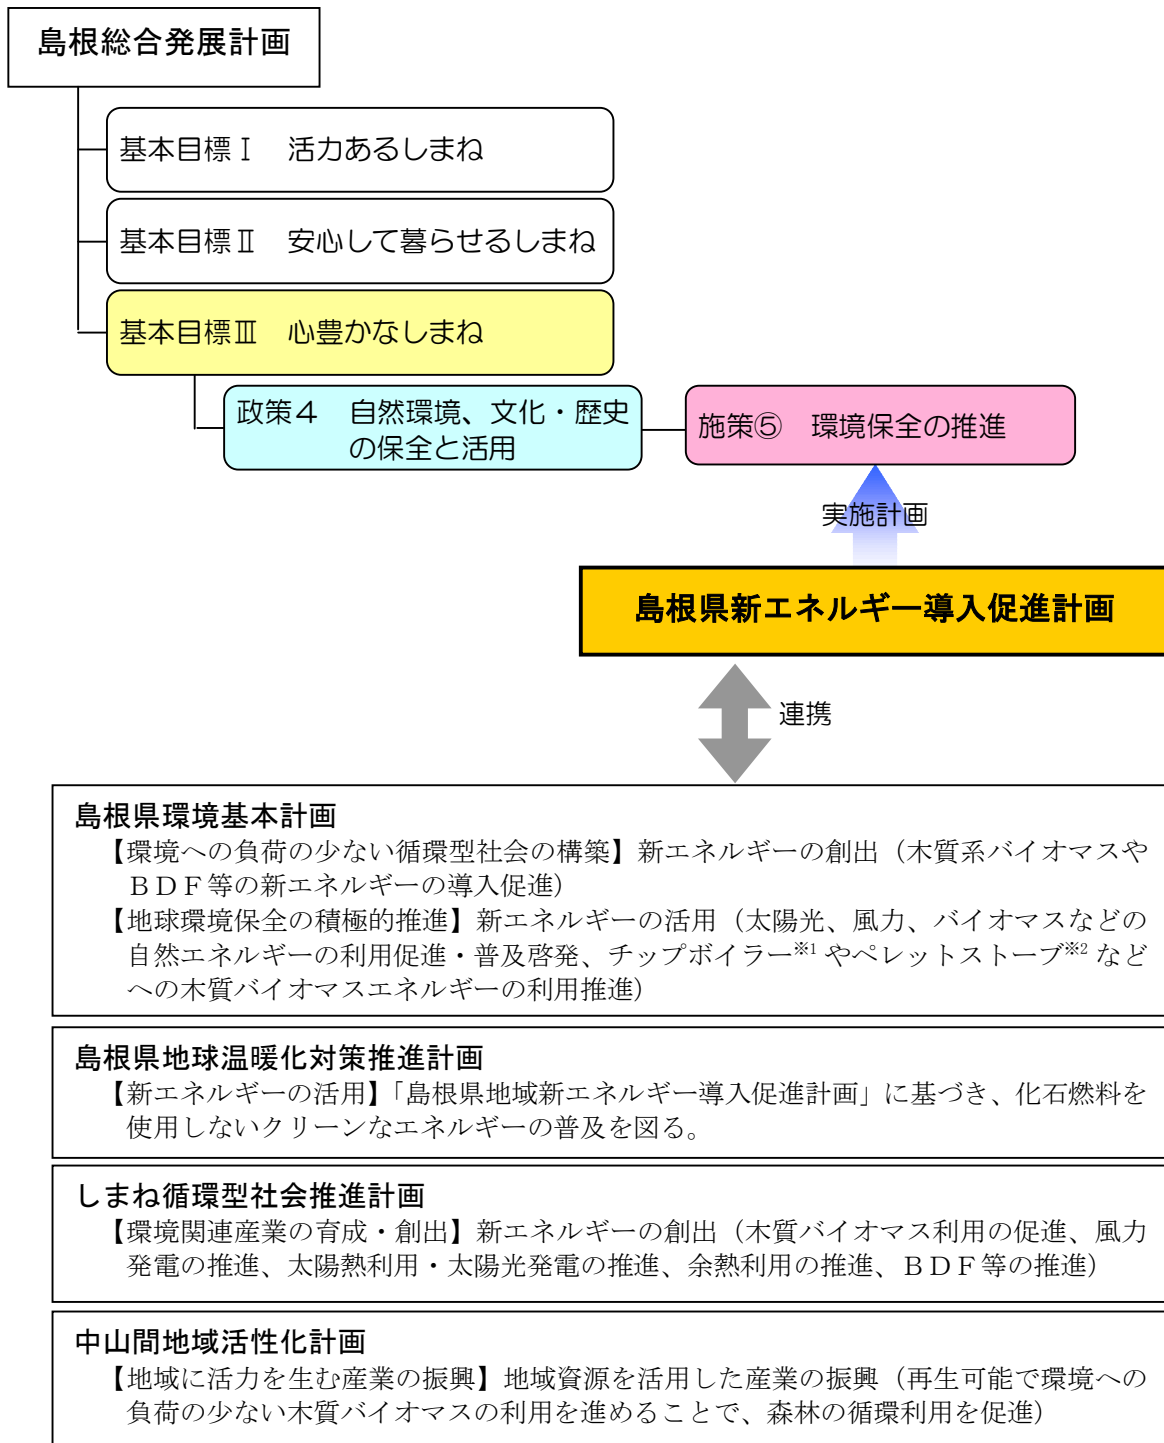 島根総合発展計画
基本目標Ⅰ　活力あるしまね
基本目標Ⅱ　安心して暮らせるしまね
基本目標Ⅲ　心豊かなしまね
政策４　自然環境、文化・歴史
の保全と活用
施策⑤　環境保全の推進
実施計画
島根県新エネルギー導入促進計画
連携
島根県環境基本計画
【環境への負荷の少ない循環型社会の構築】新エネルギーの創出（木質系バイオマスや
ＢＤＦ等の新エネルギーの導入促進）
【地球環境保全の積極的推進】新エネルギーの活用（太陽光、風力、バイオマスなどの
自然エネルギーの利用促進・普及啓発、チップボイラー※1 やペレットストーブ※2 など
への木質バイオマスエネルギーの利用推進）
島根県地球温暖化対策推進計画
【新エネルギーの活用】「島根県地域新エネルギー導入促進計画」に基づき、化石燃料を
使用しないクリーンなエネルギーの普及を図る。
しまね循環型社会推進計画
【環境関連産業の育成・創出】新エネルギーの創出（木質バイオマス利用の促進、風力
発電の推進、太陽熱利用・太陽光発電の推進、余熱利用の推進、ＢＤＦ等の推進）
中山間地域活性化計画
【地域に活力を生む産業の振興】地域資源を活用した産業の振興（再生可能で環境への
負荷の少ない木質バイオマスの利用を進めることで、森林の循環利用を促進）